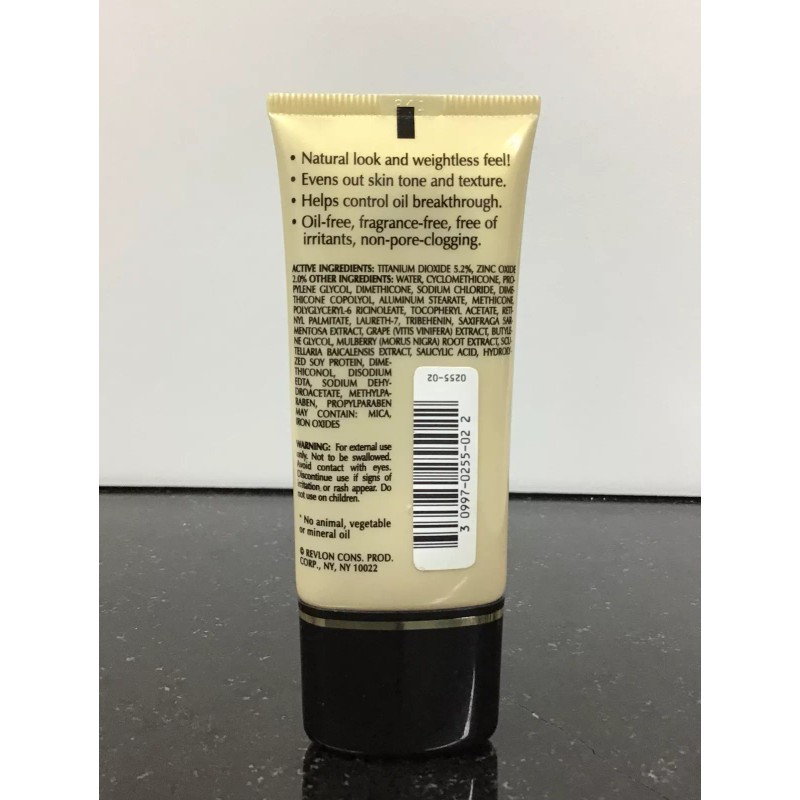 • Natural look and weightless feel!
• Evens out skin tone and texture.
• Helps control oil breakthrough.
• Oil-free, fragrance-free, free of
irritants, non-pore-clogging.
ACTIVE INGREDIENTS: TITANIUM DIOXIDE 5.2%, ZINC OXIDE
2.0% OTHER INGREDIENTS: WATER, CYCLOMETHICONE, PRO-
PYLENE GLYCOL, DIMETHICONE, SODIUM CHLORIDE, DIME-
THICONE COPOLYOL, ALUMINUM STEARATE, METHICONE,
POLYGLYCERYL-6 RICINOLEATE, TOCOPHERYL ACETATE, RETI-
NYL PALMITATE, LAURETH-7, TRIBEHENIN, SAXIFRAGA SAR-
MENTOSA EXTRACT, GRAPE (VITIS VINIFERA) EXTRACT, BUTYLE-
NE GLYCOL, MULBERRY (MORUS NIGRA) ROOT EXTRACT, SCU-
TELLARIA BAICALENSIS EXTRACT, SALICYLIC ACID, HYDROLY-
ZED SOY PROTEIN, DIME-
THICONOL, DISODIUM
EDTA, SODIUM DEHY-
DROACETATE, METHYLPA-
RABEN, PROPYLPARABEN
MAY CONTAIN: MICA,
IRON OXIDES
0255-02
3 0997-0255-02 2
WARNING: For external use
only. Not to be swallowed.
Avoid contact with eyes.
Discontinue use if signs of
irritation or rash appear. Do
not use on children.
* No animal, vegetable
or mineral oil
© REVLON CONS. PROD.
CORP., NY, NY 10022